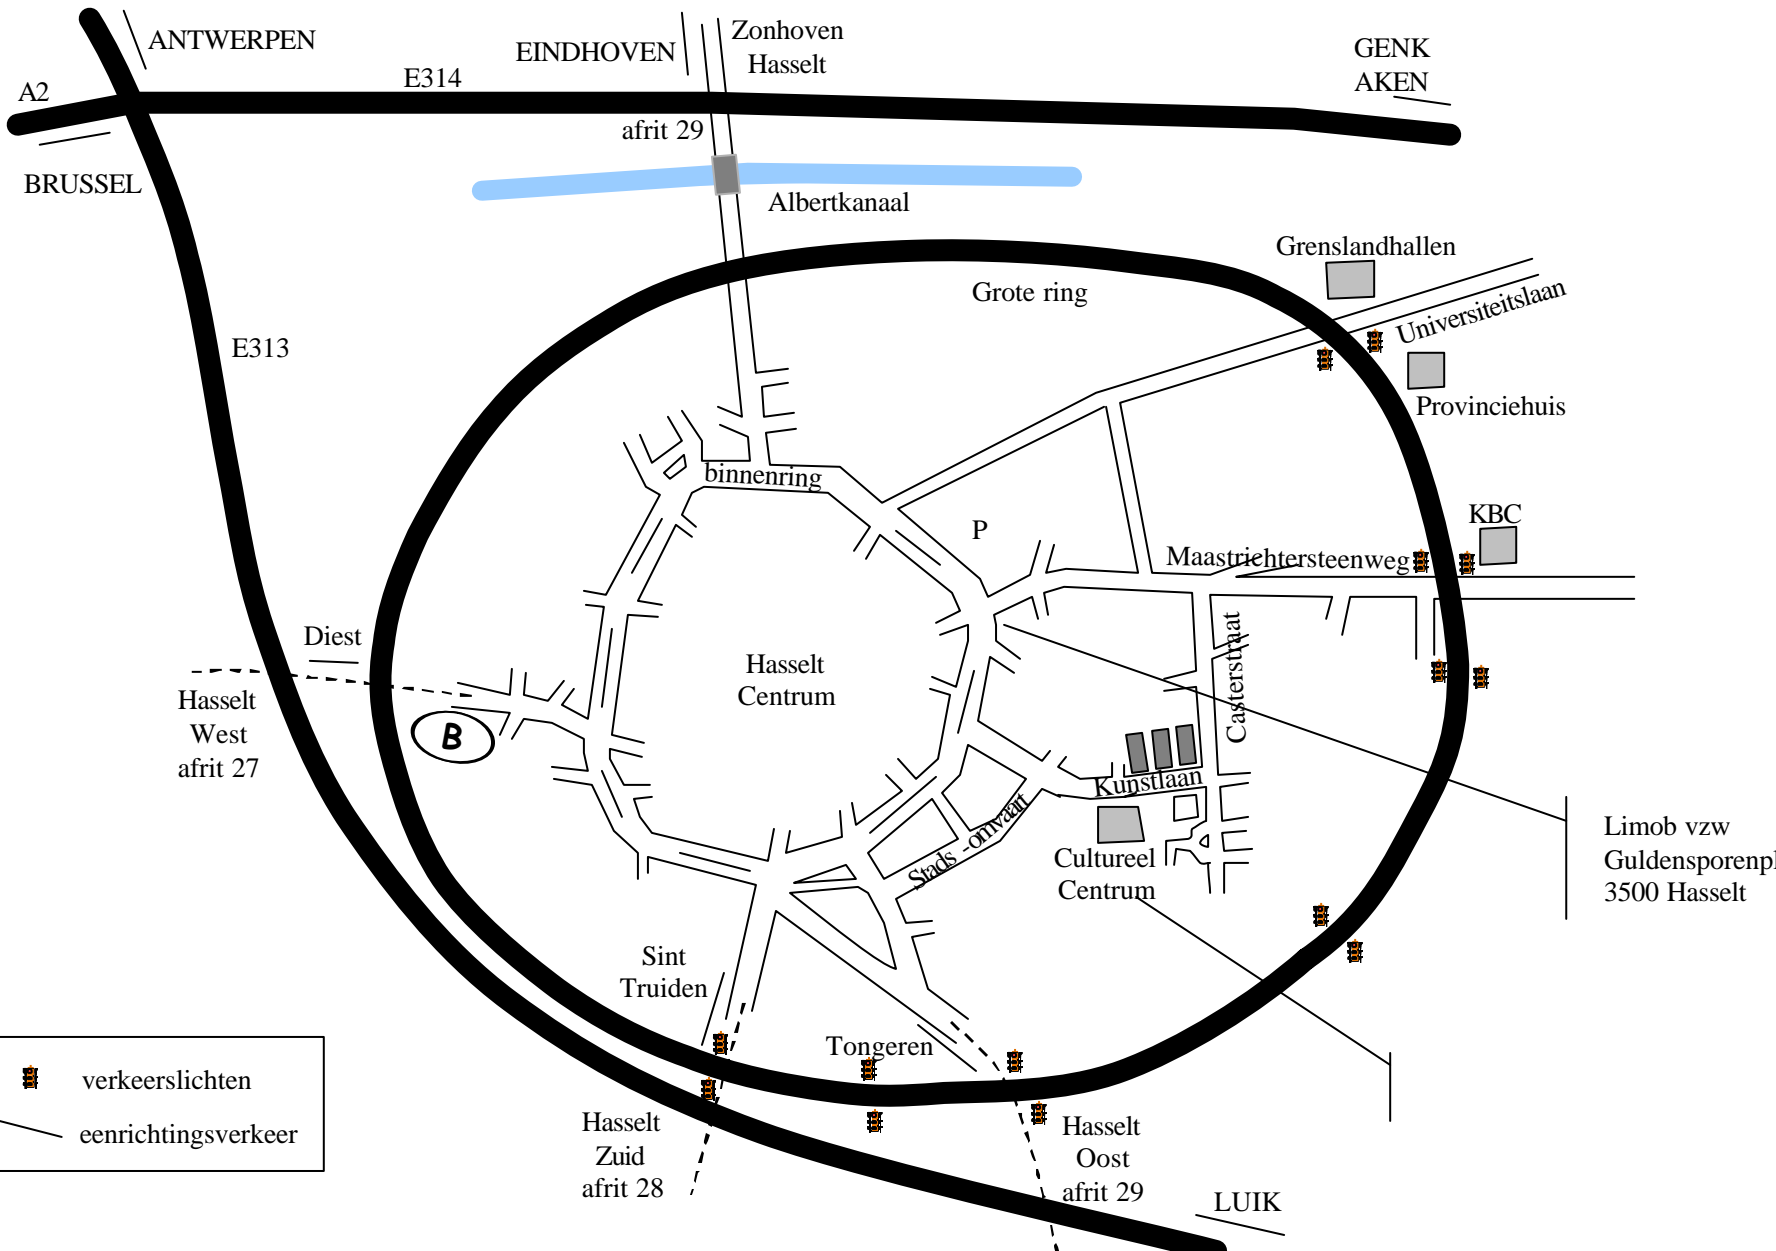 ANTWERPEN
EINDHOVEN
Zonhoven
Hasselt
GENK
AKEN
A2
E314
afrit 29
BRUSSEL
Albertkanaal
Grenslandhallen
Grote ring
Universiteitslaan
E313
Provinciehuis
binnenring
P
KBC
Maastrichtersteenweg
Diest
Hasselt
West
afrit 27
B
Hasselt
Centrum
Casterstraat
Kunstlaan
Stads -omvaart
Cultureel
Centrum
Limob vzw
Guldensporenpl
3500 Hasselt
Sint
Truiden
Tongeren
verkeerslichten
eenrichtingsverkeer
Hasselt
Zuid
afrit 28
Hasselt
Oost
afrit 29
LUIK